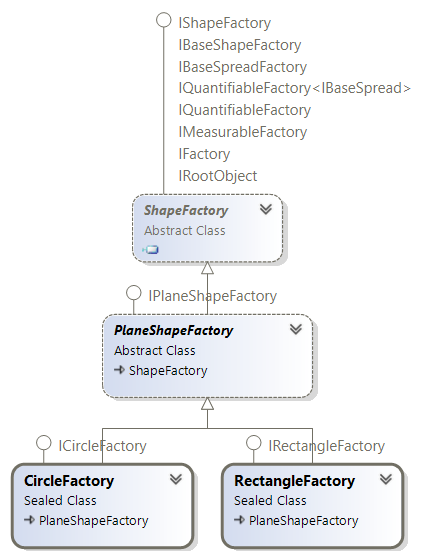 IShapeFactory
IBaseShapeFactory
IBaseSpreadFactory
IQuantifiableFactory<IBaseSpread>
IQuantifiableFactory
IMeasurableFactory
IFactory
IRootObject
ShapeFactory
Abstract Class
IPlaneShapeFactory
PlaneShapeFactory
Abstract Class
ShapeFactory
ICircleFactory
IRectangleFactory
CircleFactory
Sealed Class
PlaneShapeFactory
RectangleFactory
Sealed Class
PlaneShapeFactory